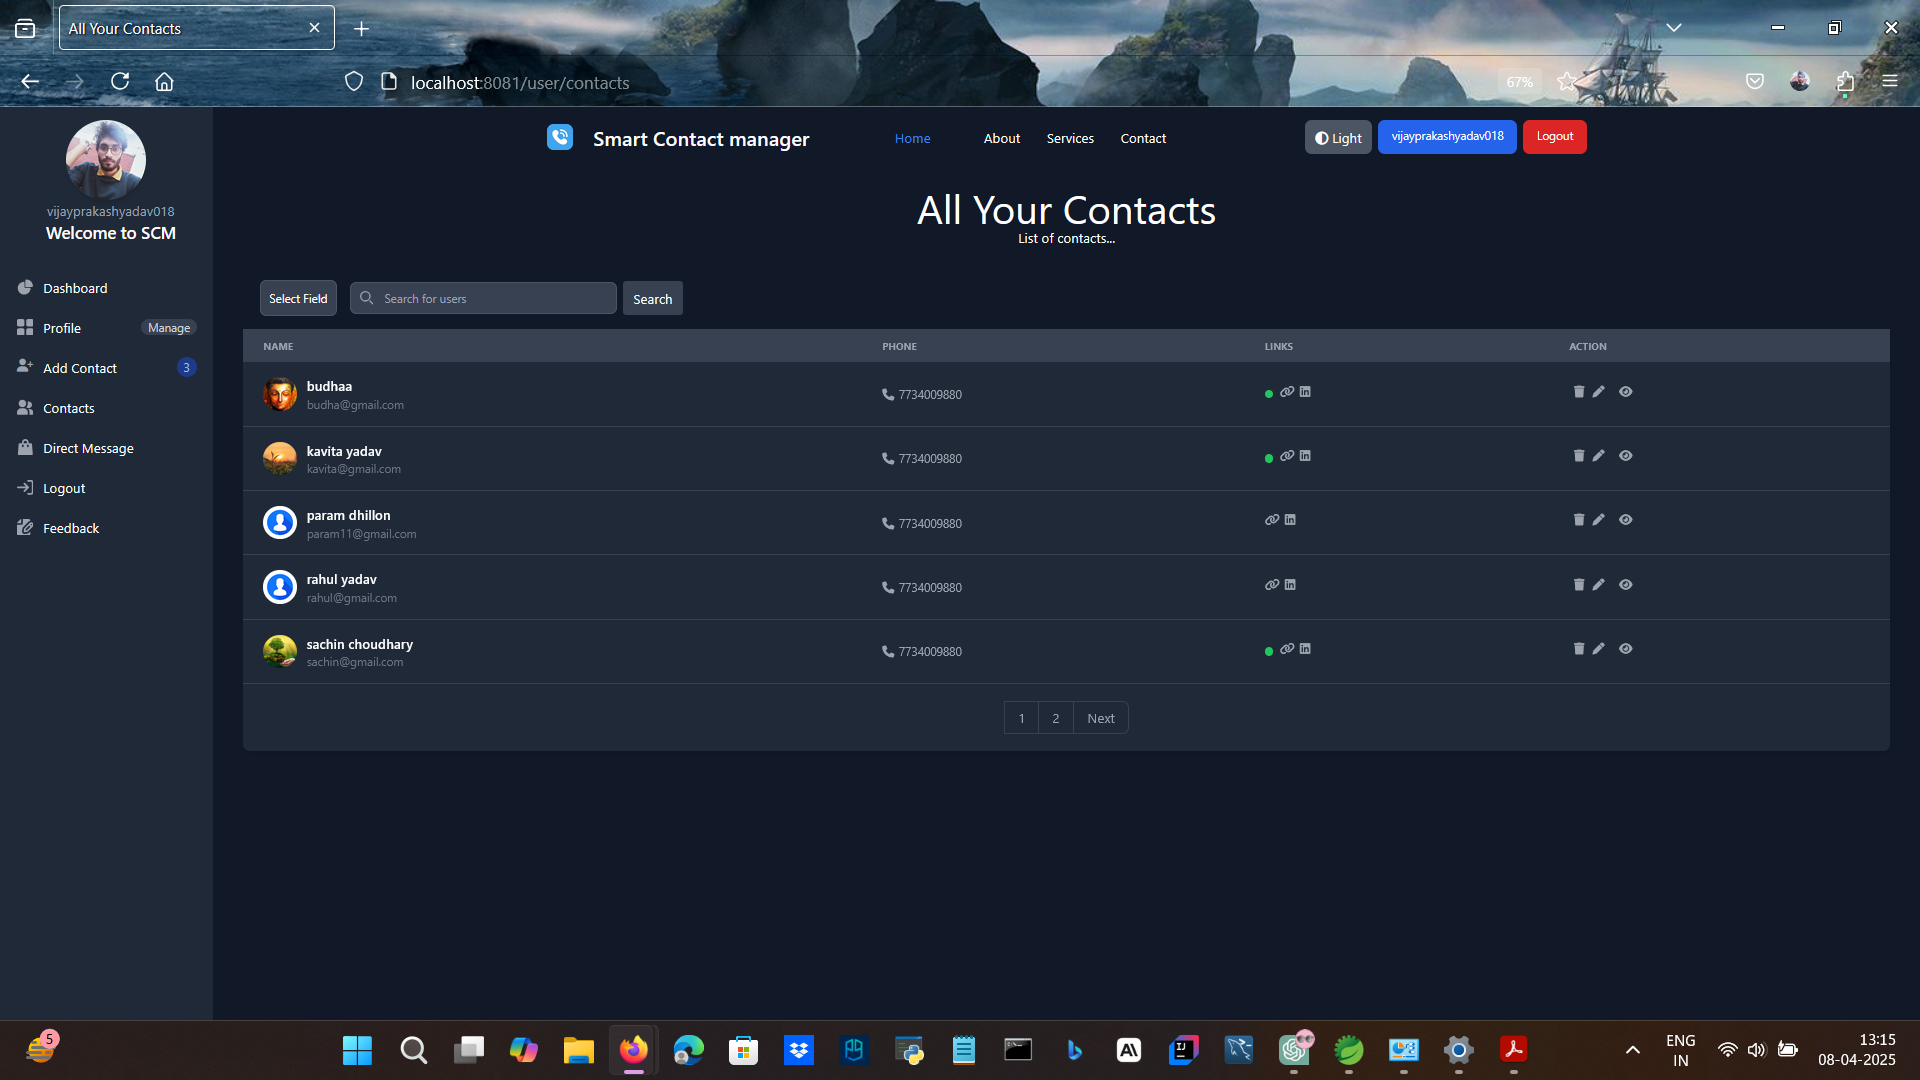 All Your Contacts
localhost:8081/user/contacts
67%
vijayprakashyadav018
Welcome to SCM
Dashboard
Profile
Manage
Add Contact
3
Contacts
Direct Message
Logout
Feedback
Smart Contact manager
Home
About
Services
Contact
Light
vijayprakashyadav018
Logout
All Your Contacts
List of contacts...
Select Field
Search for users
Search
NAME PHONE LINKS ACTION
budhaa
budha@gmail.com
7734009880
kavita yadav
kavita@gmail.com
7734009880
param dhillon
param11@gmail.com
7734009880
rahul yadav
rahul@gmail.com
7734009880
sachin choudhary
sachin@gmail.com
7734009880
1 2 Next
5
ENG
IN
13:15
08-04-2025